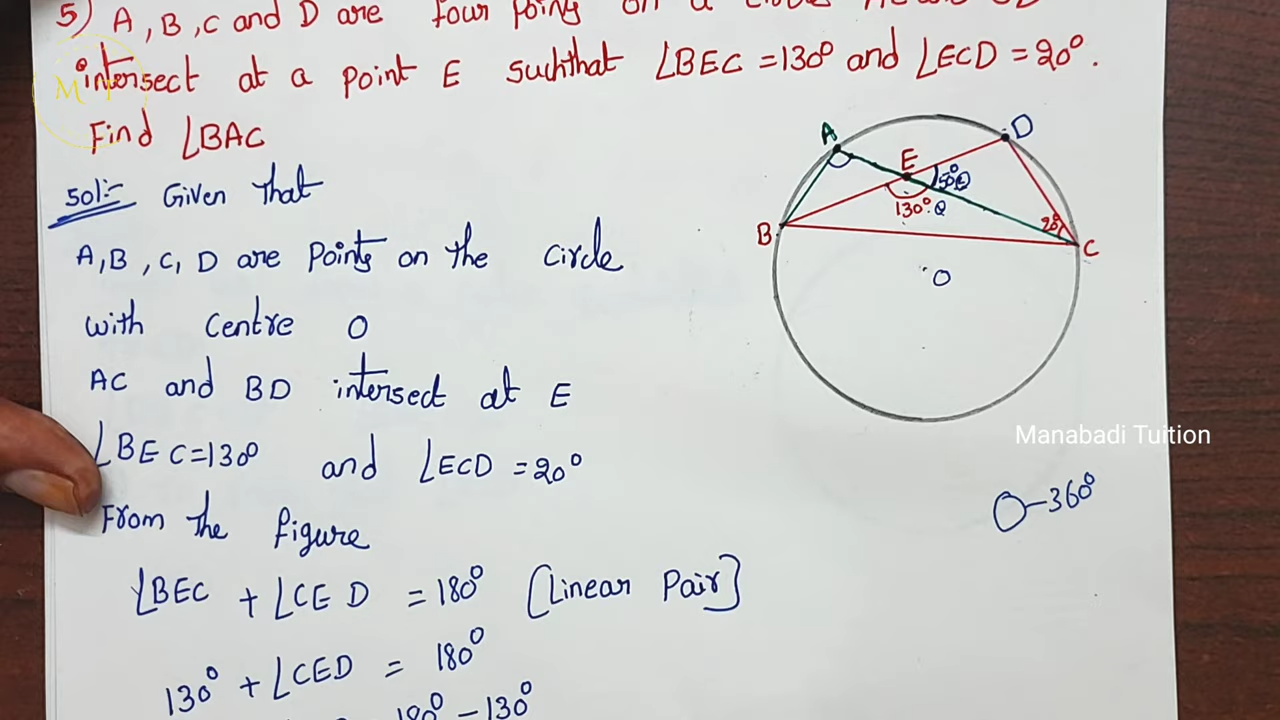 5) A, B, C and D are four points on a
intersect at a point E suchthat ∠BEC = 130° and ∠ECD = 20°.
Find ∠BAC
Sol:- Given that
A, B, C, D are Points on the circle
with Centre O
AC and BD intersect at E
∠BEC = 130° and ∠ECD = 20°
From the figure
∠BEC + ∠CED = 180° [Linear Pair]
130° + ∠CED = 180°
180° - 130°
A
D
E
50°
130°
20°
B
C
O
Manabadi Tuition
O-360°